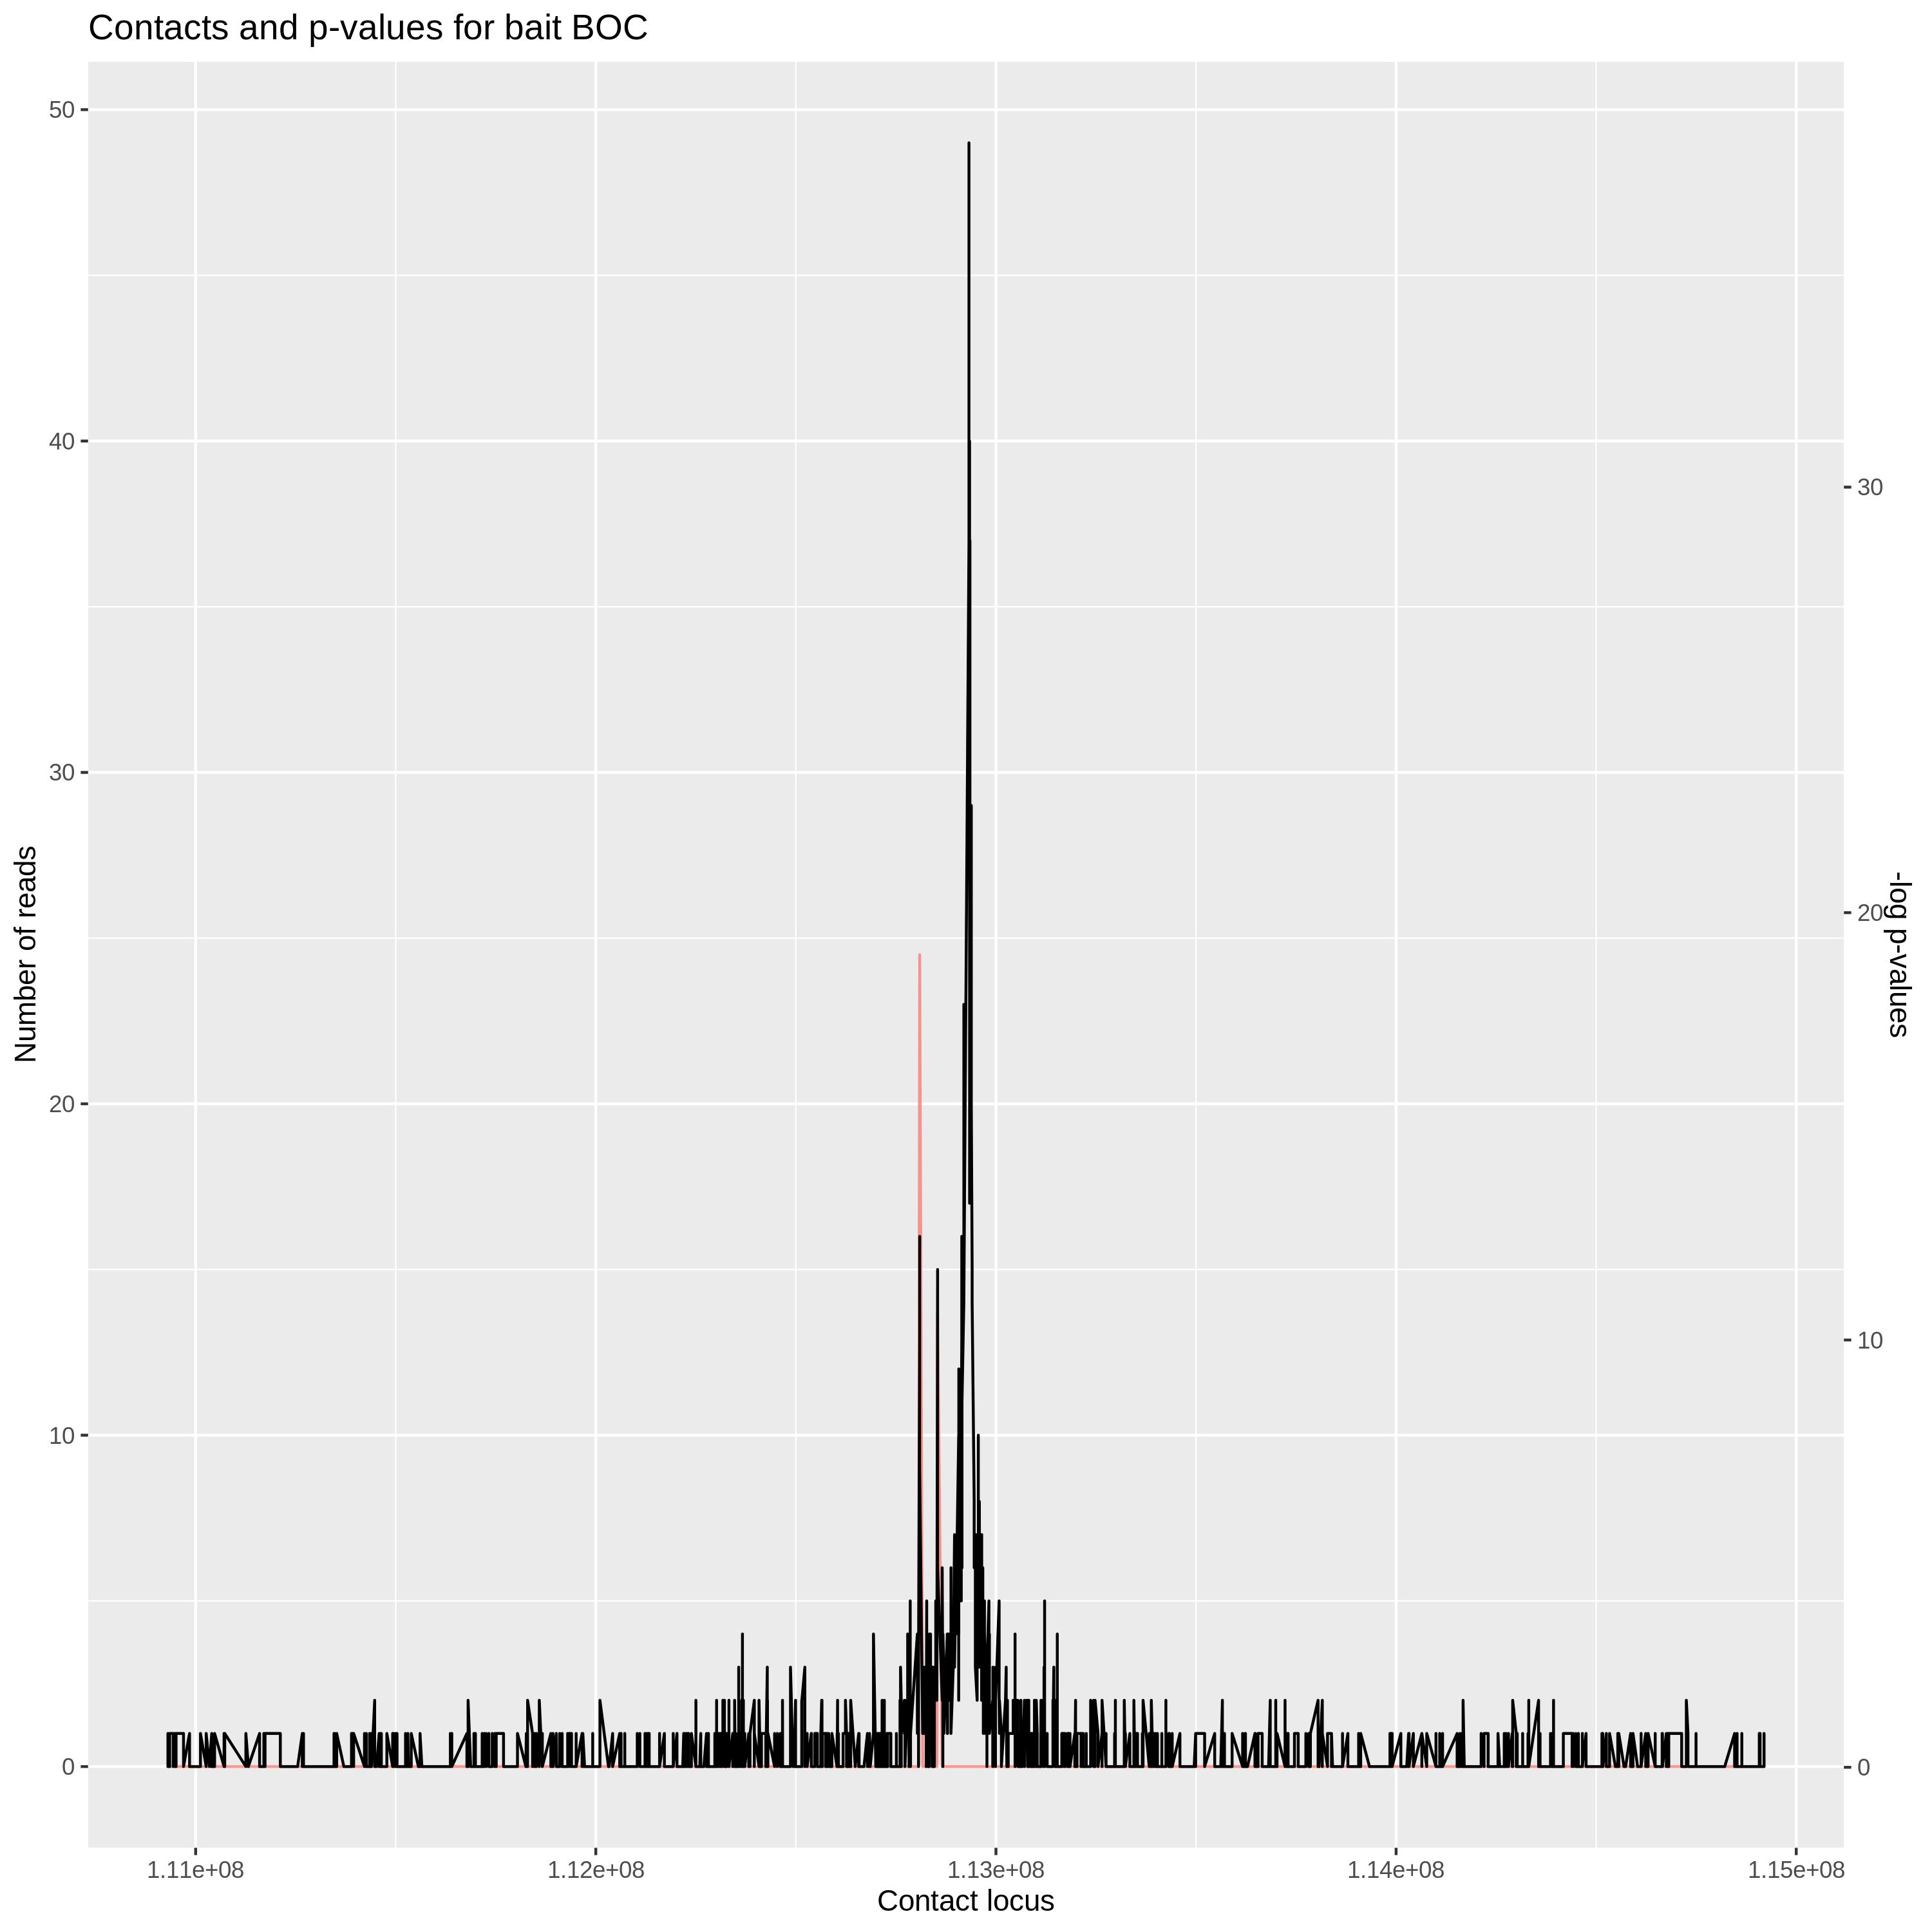 Contacts and p-values for bait BOC
50
40
30
20
10
0
Number of reads
30
20
10
0
-log p-values
1.11e+08
1.12e+08
1.13e+08
1.14e+08
1.15e+08
Contact locus